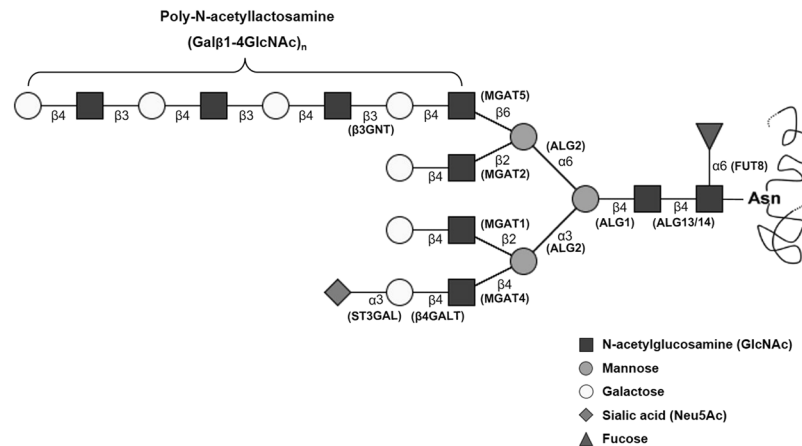 Poly-N-acetyllactosamine
(Galβ1-4GlcNAc)n
(MGAT5)
β4 β3 β4 β3 β4 β3 β4 β6
(β3GNT) (ALG2)
α6
β4 β2
(MGAT2)
α6 (FUT8)
β4 β4 Asn
(ALG1) (ALG13/14)
(MGAT1)
β4 β2
α3
(ALG2)
α3 β4 β4
(ST3GAL) (β4GALT) (MGAT4)
N-acetylglucosamine (GlcNAc)
Mannose
Galactose
Sialic acid (Neu5Ac)
Fucose